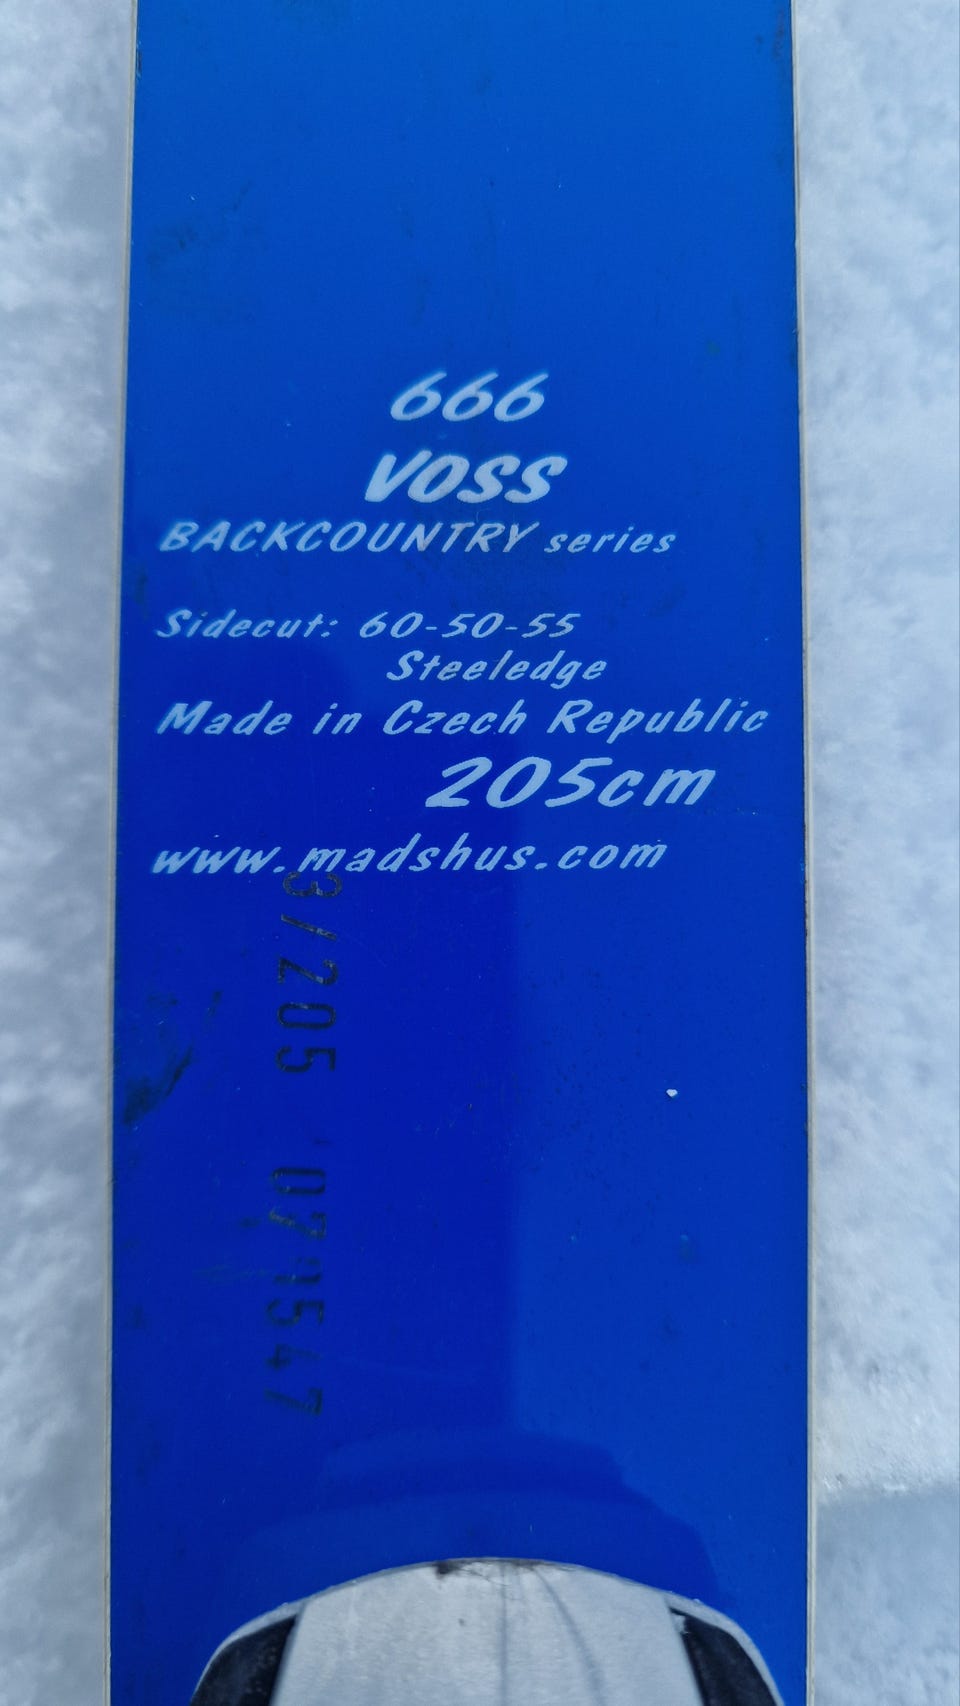 666
VOSS
BACKCOUNTRY series
Sidecut: 60-50-55
Steeledge
Made in Czech Republic
205cm
www.madshus.com
3/205